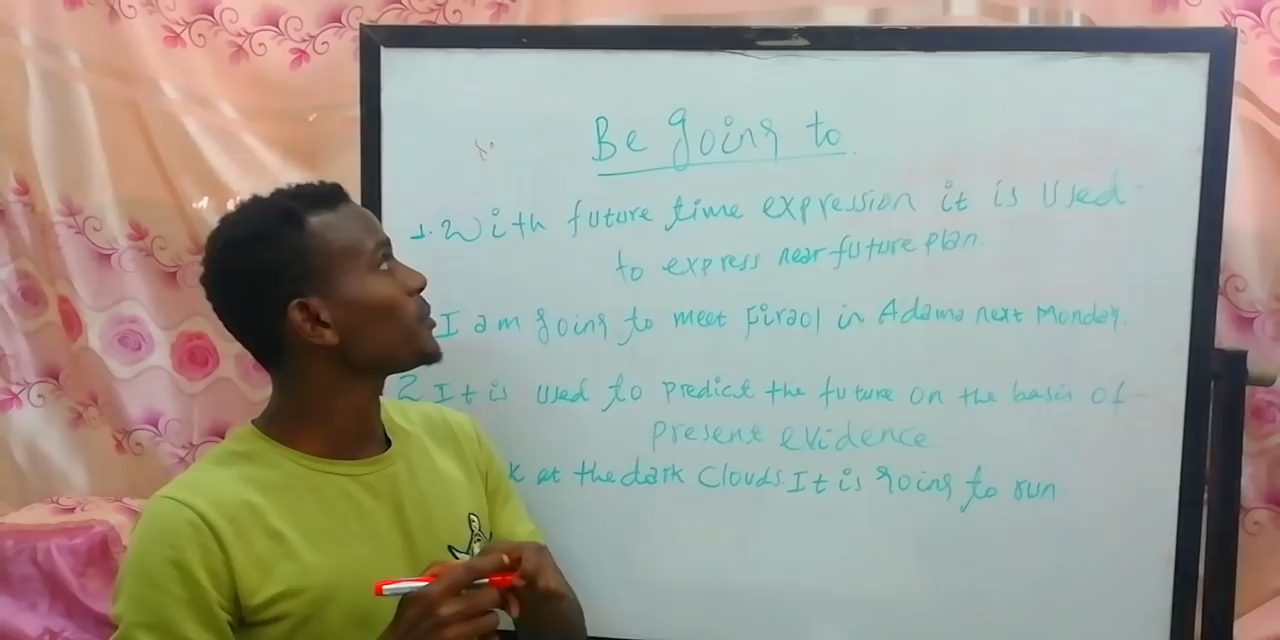 Be going to
1. With future time expression it is used
to express near future plan.
I am going to meet Firaol in Adama next Monday.
2 It is used to predict the future on the basis of
present evidence
k at the dark clouds. It is going to run